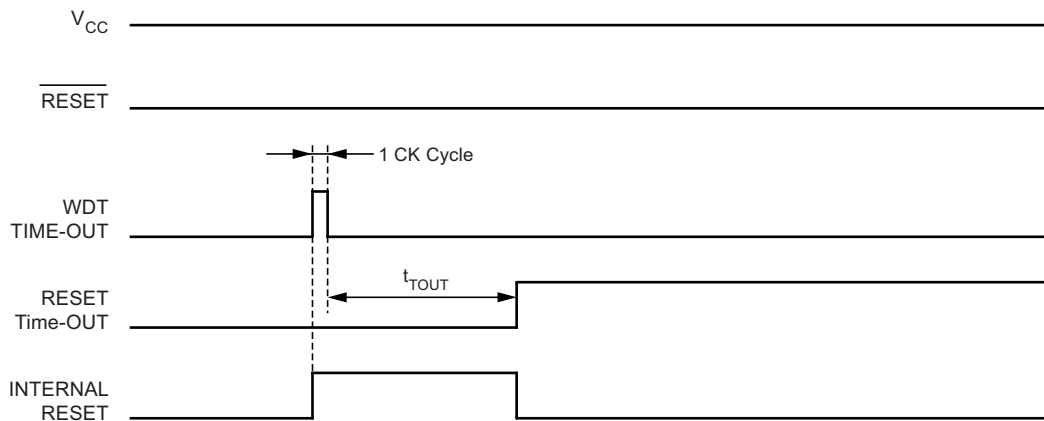 VCC
RESET
1 CK Cycle
WDT
TIME-OUT
tTOUT
RESET
Time-OUT
INTERNAL
RESET